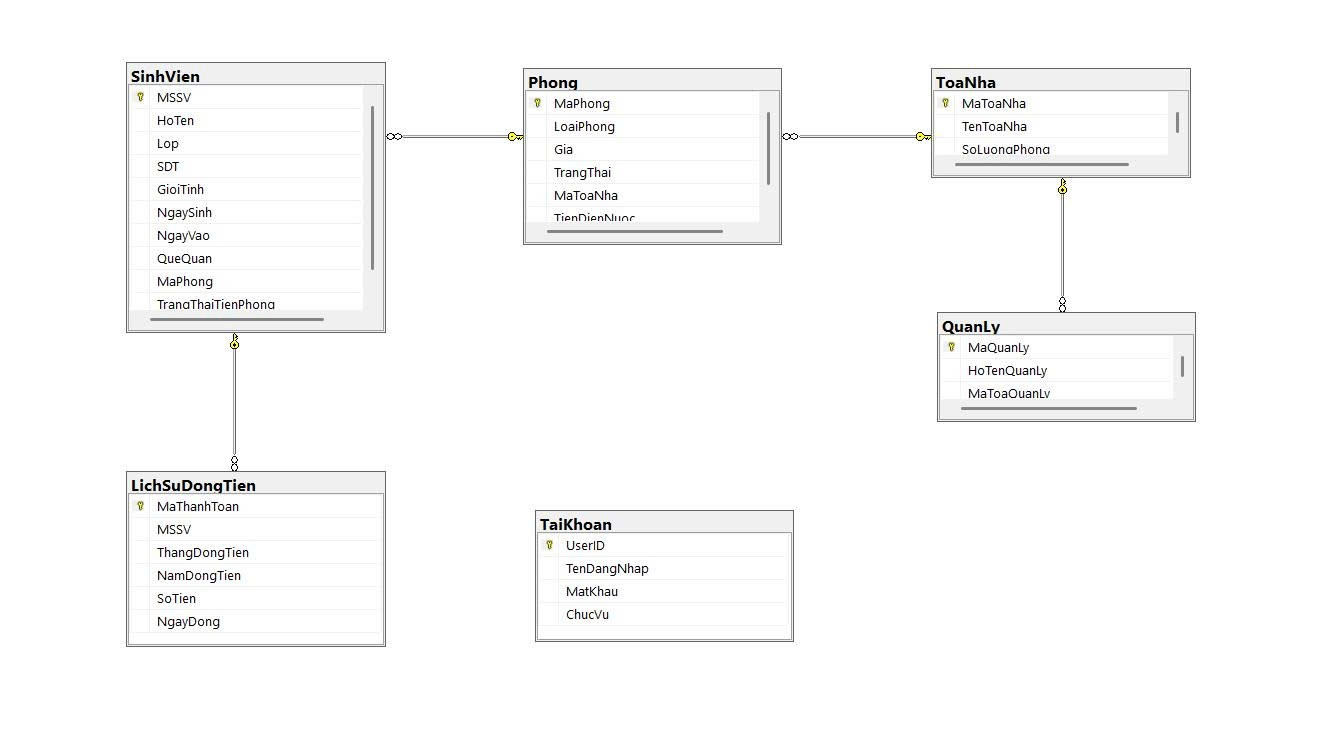 SinhVien
MSSV
HoTen
Lop
SDT
GioiTinh
NgaySinh
NgayVao
QueQuan
MaPhong
TrangThaiTienPhong
Phong
MaPhong
LoaiPhong
Gia
TrangThai
MaToaNha
TienDienNuoc
ToaNha
MaToaNha
TenToaNha
SoLuongPhong
QuanLy
MaQuanLy
HoTenQuanLy
MaToaQuanLy
LichSuDongTien
MaThanhToan
MSSV
ThangDongTien
NamDongTien
SoTien
NgayDong
TaiKhoan
UserID
TenDangNhap
MatKhau
ChucVu